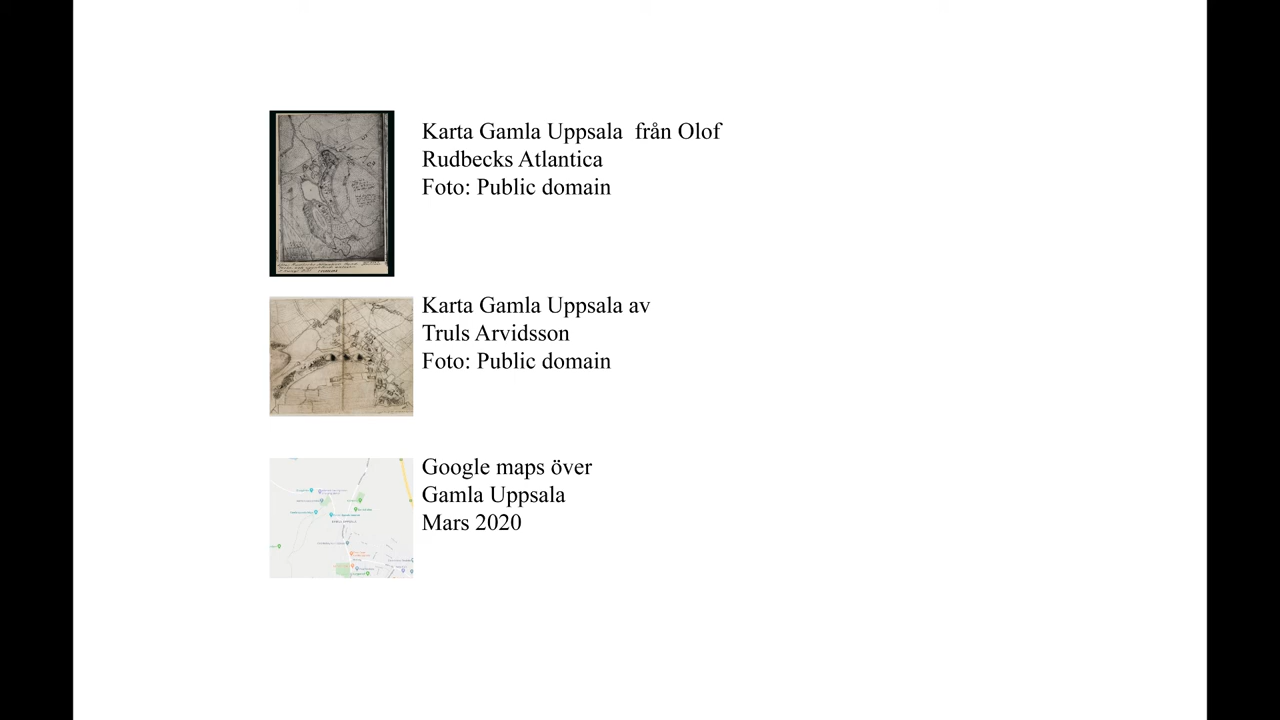 Karta Gamla Uppsala  från Olof
Rudbecks Atlantica
Foto: Public domain
Karta Gamla Uppsala av
Truls Arvidsson
Foto: Public domain
Google maps över
Gamla Uppsala
Mars 2020